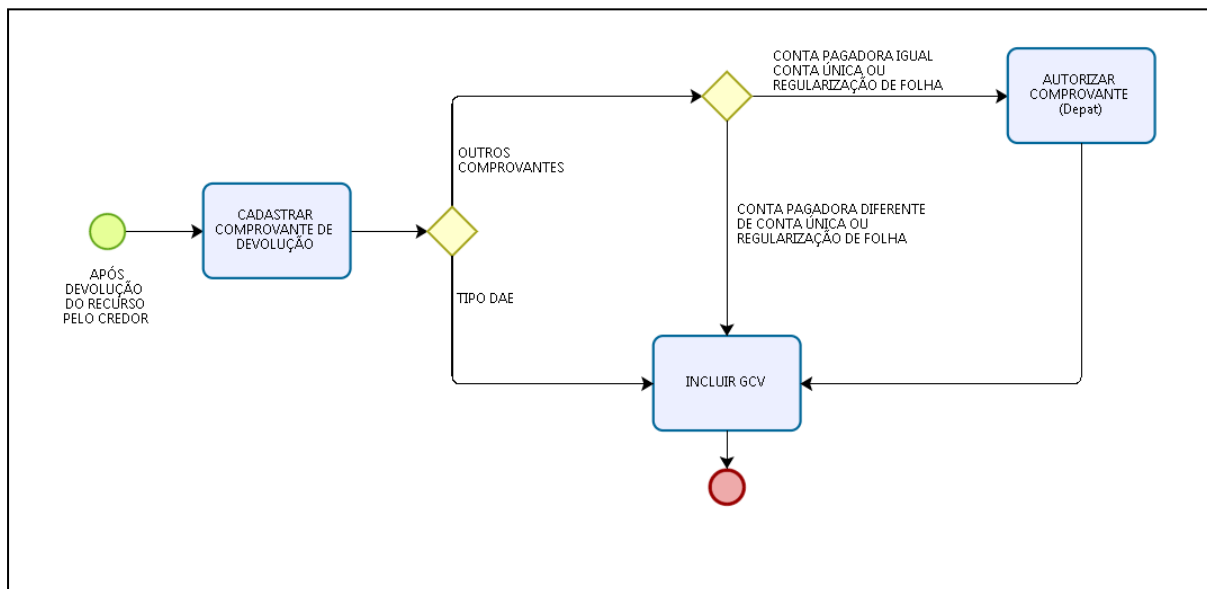 CONTA PAGADORA IGUAL
CONTA ÚNICA OU
REGULARIZAÇÃO DE FOLHA
AUTORIZAR
COMPROVANTE
(Depat)
OUTROS
COMPROVANTES
CADASTRAR
COMPROVANTE DE
DEVOLUÇÃO
CONTA PAGADORA DIFERENTE
DE CONTA ÚNICA OU
REGULARIZAÇÃO DE FOLHA
APÓS
DEVOLUÇÃO
DO RECURSO
PELO CREDOR
TIPO DAE
INCLUIR GCV